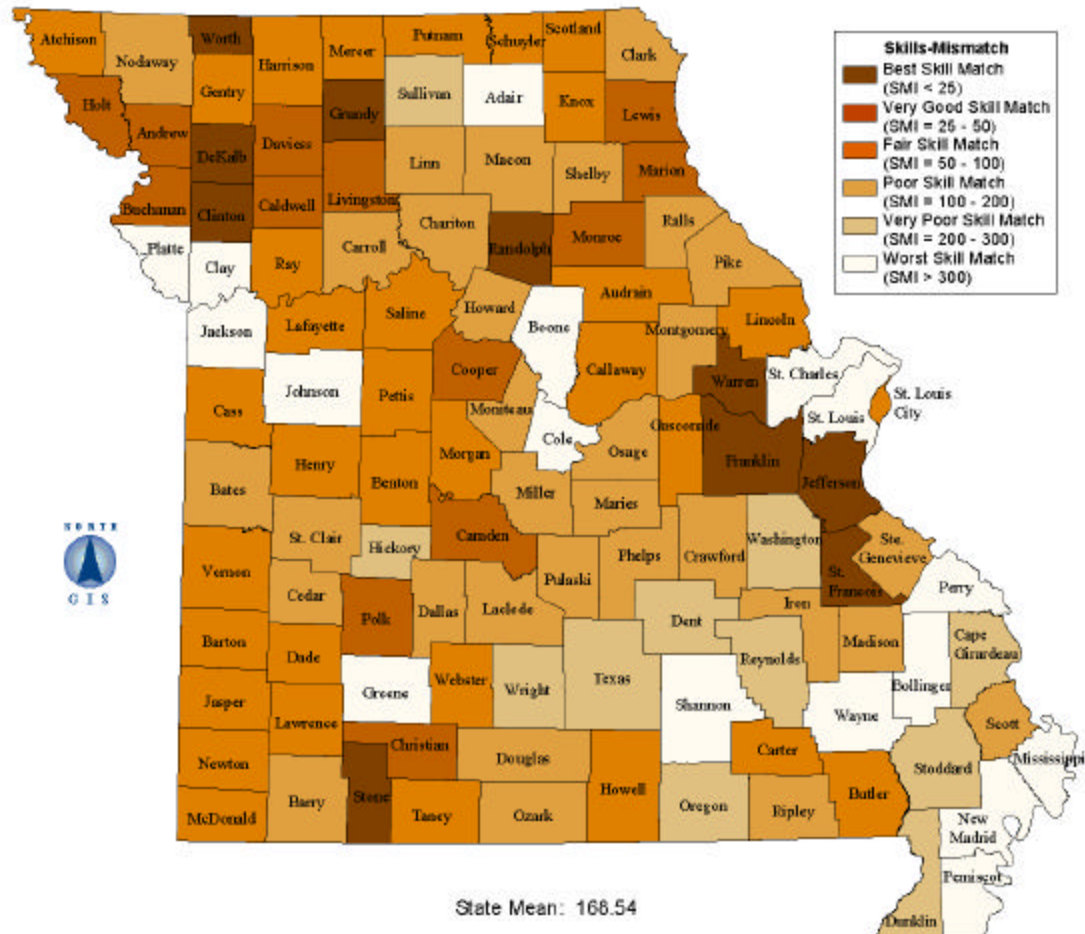 Skills-Mismatch
Best Skill Match
(SMI < 25)
Very Good Skill Match
(SMI = 25 - 50)
Fair Skill Match
(SMI = 50 - 100)
Poor Skill Match
(SMI = 100 - 200)
Very Poor Skill Match
(SMI = 200 - 300)
Worst Skill Match
(SMI > 300)
Atchison
Nodaway
Worth
Harrison
Mercer
Putnam
Schuyler
Scotland
Clark
Gentry
Sullivan
Adair
Knox
Lewis
Holt
Andrew
DeKalb
Daviess
Grundy
Linn
Macon
Shelby
Marion
Buchanan
Clinton
Caldwell
Livingston
Chariton
Randolph
Monroe
Ralls
Pike
Platte
Clay
Ray
Carroll
Howard
Boone
Audrain
Montgomery
Lincoln
Jackson
Lafayette
Saline
Cooper
Callaway
Warren
St. Charles
St. Louis
St. Louis
City
Johnson
Pettis
Moniteau
Cole
Cass
Henry
Benton
Morgan
Osage
Gasconade
Franklin
Jefferson
Bates
St. Clair
Hickory
Camden
Miller
Maries
Phelps
Crawford
Washington
Ste.
Genevieve
St.
Francois
Perry
NORTH
GIS
Vernon
Cedar
Polk
Dallas
Laclede
Pulaski
Dent
Iron
Madison
Cape
Girardeau
Barton
Dade
Greene
Webster
Wright
Texas
Shannon
Reynolds
Wayne
Bollinger
Scott
Jasper
Lawrence
Christian
Douglas
Howell
Carter
Butler
Stoddard
Mississippi
Newton
McDonald
Barry
Stone
Taney
Ozark
Oregon
Ripley
New
Madrid
Pemiscot
Dunklin
State Mean: 168.54